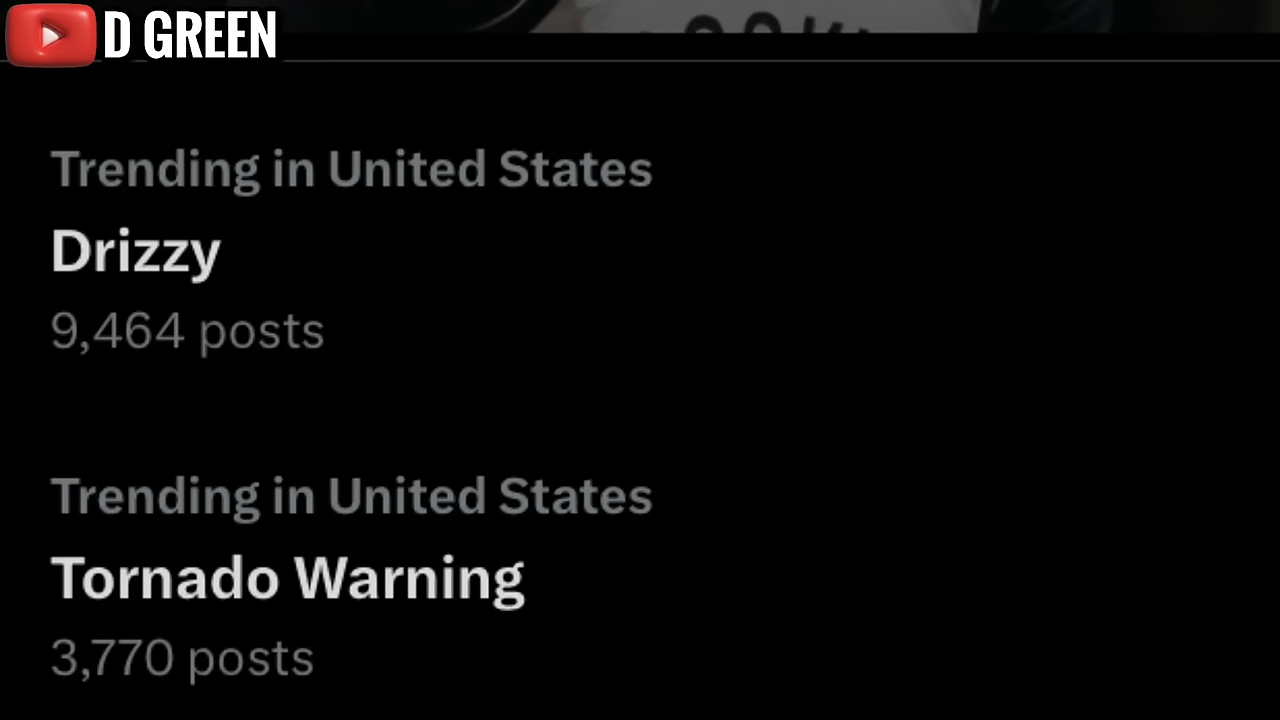 D GREEN
Trending in United States
Drizzy
9,464 posts
Trending in United States
Tornado Warning
3,770 posts